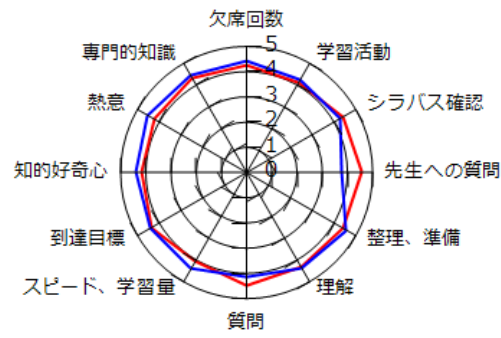 欠席回数
学習活動
シラバス確認
先生への質問
整理、準備
理解
質問
スピード、学習量
到達目標
知的好奇心
熱意
専門的知識
5
4
3
2
1
0